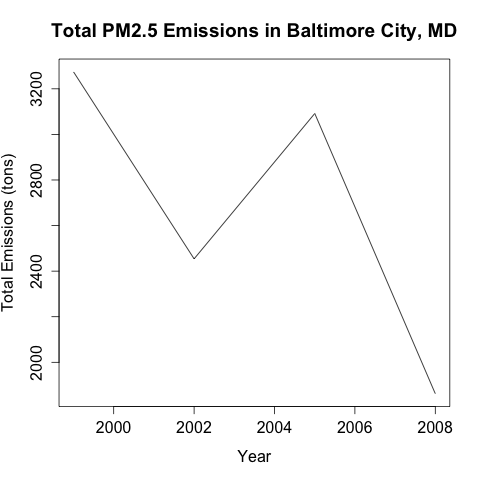 Total PM2.5 Emissions in Baltimore City, MD
Total Emissions (tons)
3200
2800
2400
2000
2000 2002 2004 2006 2008
Year